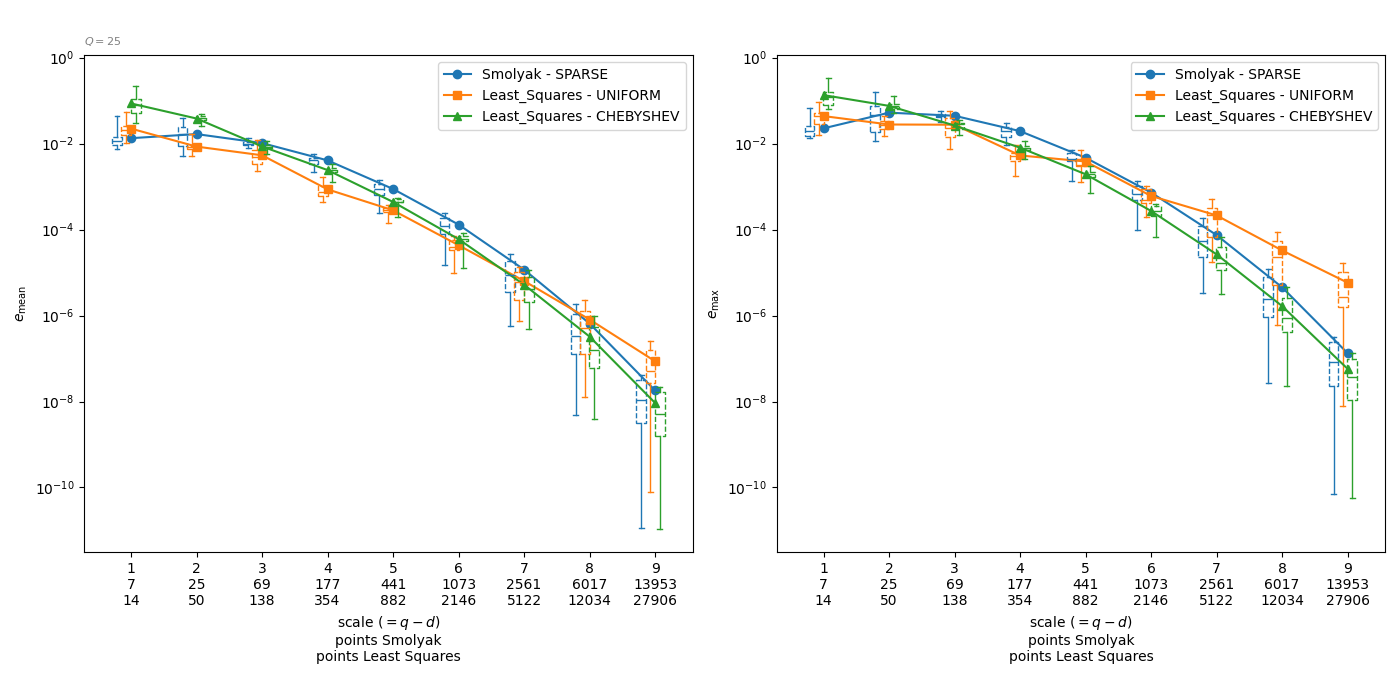 Q = 25
10^0
10^-2
10^-4
10^-6
10^-8
10^-10
e_mean
Smolyak - SPARSE
Least_Squares - UNIFORM
Least_Squares - CHEBYSHEV
1 2 3 4 5 6 7 8 9
7 25 69 177 441 1073 2561 6017 13953
14 50 138 354 882 2146 5122 12034 27906
scale (= q − d)
points Smolyak
points Least Squares
10^0
10^-2
10^-4
10^-6
10^-8
10^-10
e_max
Smolyak - SPARSE
Least_Squares - UNIFORM
Least_Squares - CHEBYSHEV
1 2 3 4 5 6 7 8 9
7 25 69 177 441 1073 2561 6017 13953
14 50 138 354 882 2146 5122 12034 27906
scale (= q − d)
points Smolyak
points Least Squares